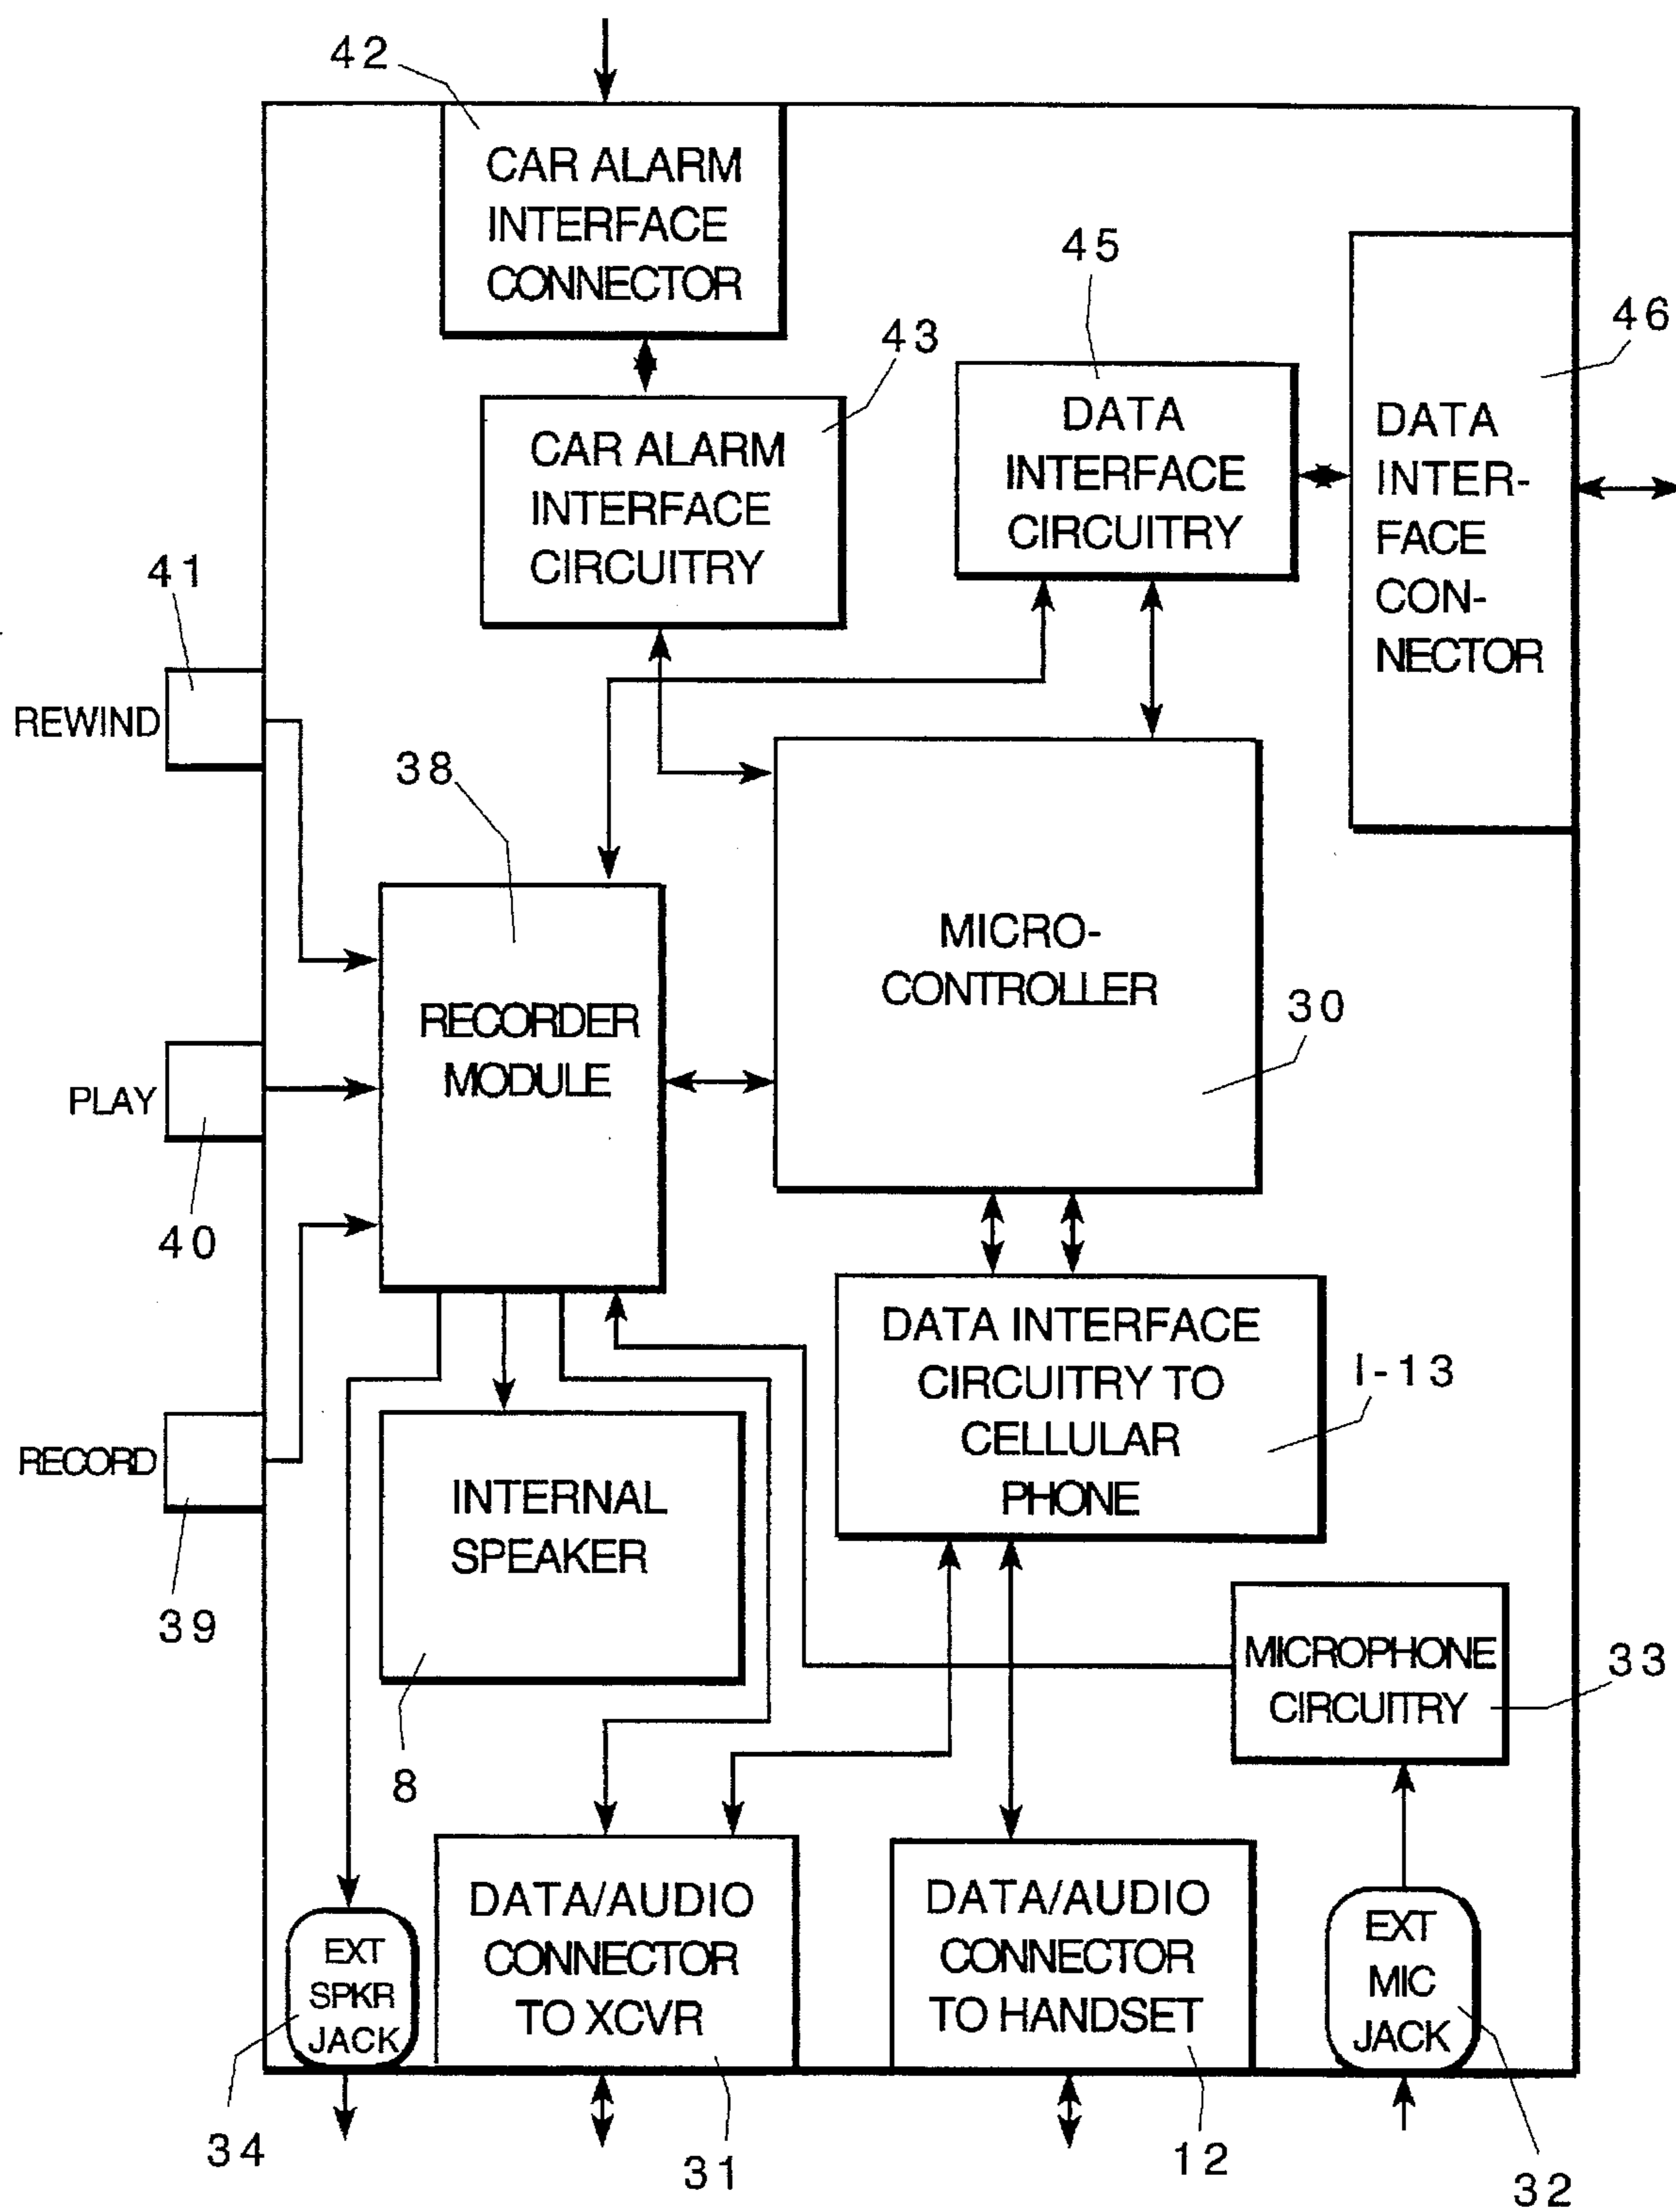 42
CAR ALARM
INTERFACE
CONNECTOR
45
46
43
DATA
INTERFACE
CIRCUITRY
DATA
INTER-
FACE
CON-
NECTOR
CAR ALARM
INTERFACE
CIRCUITRY
41
REWIND
38
MICRO-
CONTROLLER
30
RECORDER
MODULE
PLAY
40
DATA INTERFACE
CIRCUITRY TO
CELLULAR
PHONE
I-13
RECORD
39
INTERNAL
SPEAKER
8
MICROPHONE
CIRCUITRY
33
EXT
SPKR
JACK
DATA/AUDIO
CONNECTOR
TO XCVR
DATA/AUDIO
CONNECTOR
TO HANDSET
EXT
MIC
JACK
34
31
12
32